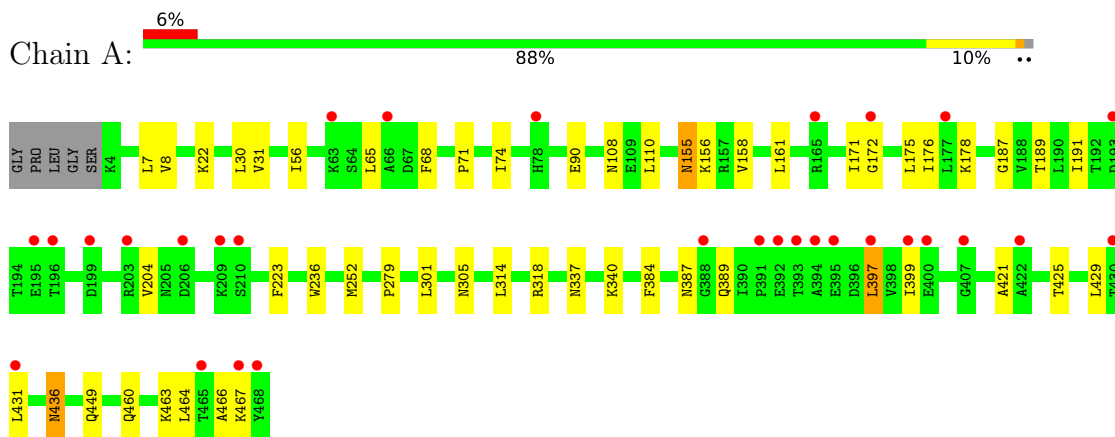 6%
Chain A:
88% 10% ••
GLY PRO LEU GLY SER K4 L7 V8 K22 L30 V31 I56 K63 S64 L65 A66 D67 F68 P71 I74 H78 E90 N108 E109 L110 N155 K156 R157 V158 L161 R165 I171 G172 L175 I176 L177 K178 G187 V188 T189 L190 I191 T192 D193
T194 E195 T196 D199 R203 V204 N205 D206 K209 S210 F223 W236 M252 P279 L301 N305 L314 R318 N337 K340 F384 N387 G388 Q389 I390 P391 E392 T393 A394 E395 D396 L397 V398 I399 E400 G407 A421 A422 T425 L429 T430
L431 N436 Q449 Q460 K463 L464 T465 A466 K467 Y468